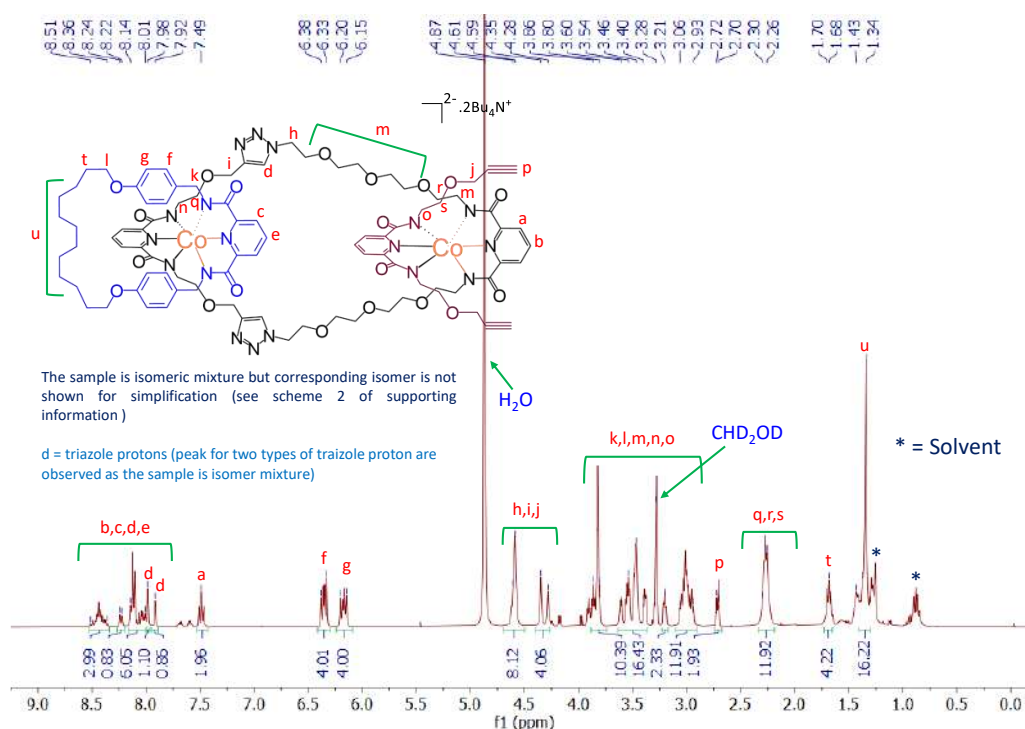 8.51 8.36 8.24 8.22 8.14 8.01 7.98 7.92 7.49 6.38 6.33 6.20 6.15 4.87 4.61 4.59 4.35 4.28 3.86 3.80 3.60 3.54 3.46 3.40 3.28 3.21 3.06 2.93 2.72 2.70 2.30 2.26 1.70 1.68 1.43 1.34
2- .2Bu4N+
N N N h m
t l g f k O i d O O O r O j p
O q N O m s O
u O n N c o N N a
N Co N e N Co N b
O N N O O N N O
O O O O O O O
N N N
The sample is isomeric mixture but corresponding isomer is not
shown for simplification (see scheme 2 of supporting
information )
d = triazole protons (peak for two types of traizole proton are
observed as the sample is isomer mixture)
H2O
CHD2OD
* = Solvent
b,c,d,e
d
d
a
f
g
h,i,j
k,l,m,n,o
p
q,r,s
t
u
*
*
2.99 0.83 6.05 1.10 0.85 1.96 4.01 4.00 8.12 4.06 10.39 16.43 2.33 11.91 1.93 11.92 4.22 16.22
9.0 8.5 8.0 7.5 7.0 6.5 6.0 5.5 5.0 4.5 4.0 3.5 3.0 2.5 2.0 1.5 1.0 0.5 0.0
f1 (ppm)